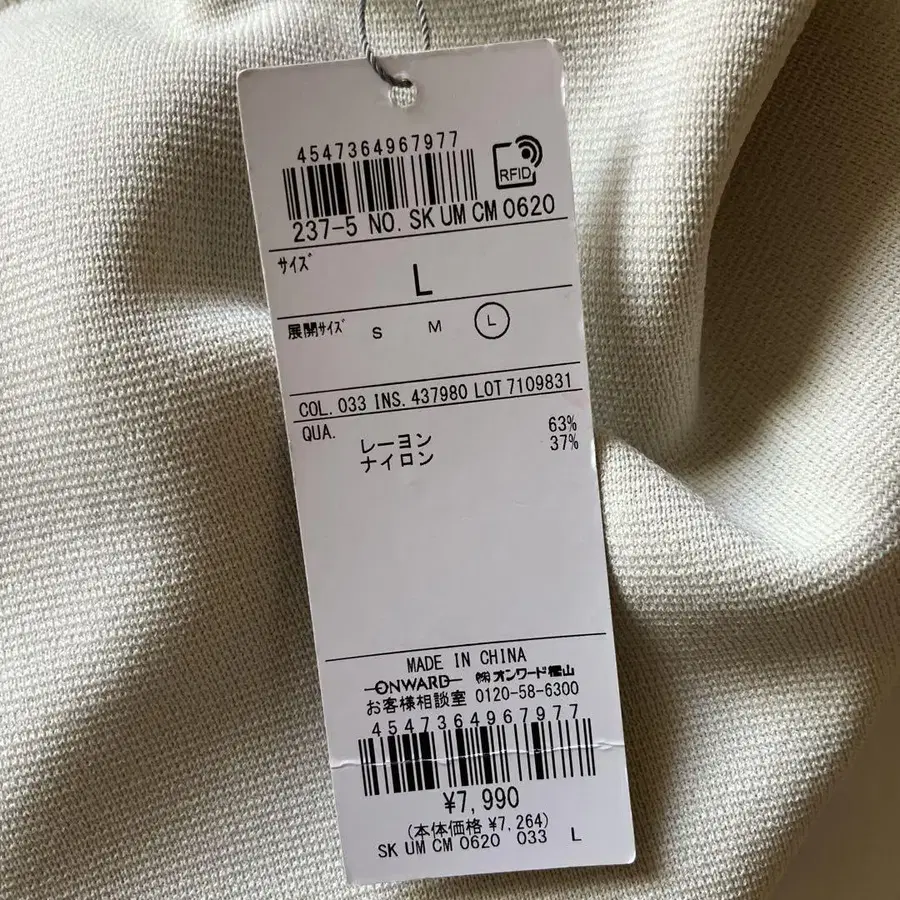 4547364967977
RFID
237-5 NO. SK UM CM 0620
サイズ
L
展開サイズ S M L
COL. 033 INS. 437980 LOT 7109831
QUA.
レーヨン 63%
ナイロン 37%
MADE IN CHINA
ONWARD ㈱オンワード樫山
お客様相談室 0120-58-6300
4547364967977
¥7,990
(本体価格 ¥7,264)
SK UM CM 0620 033 L